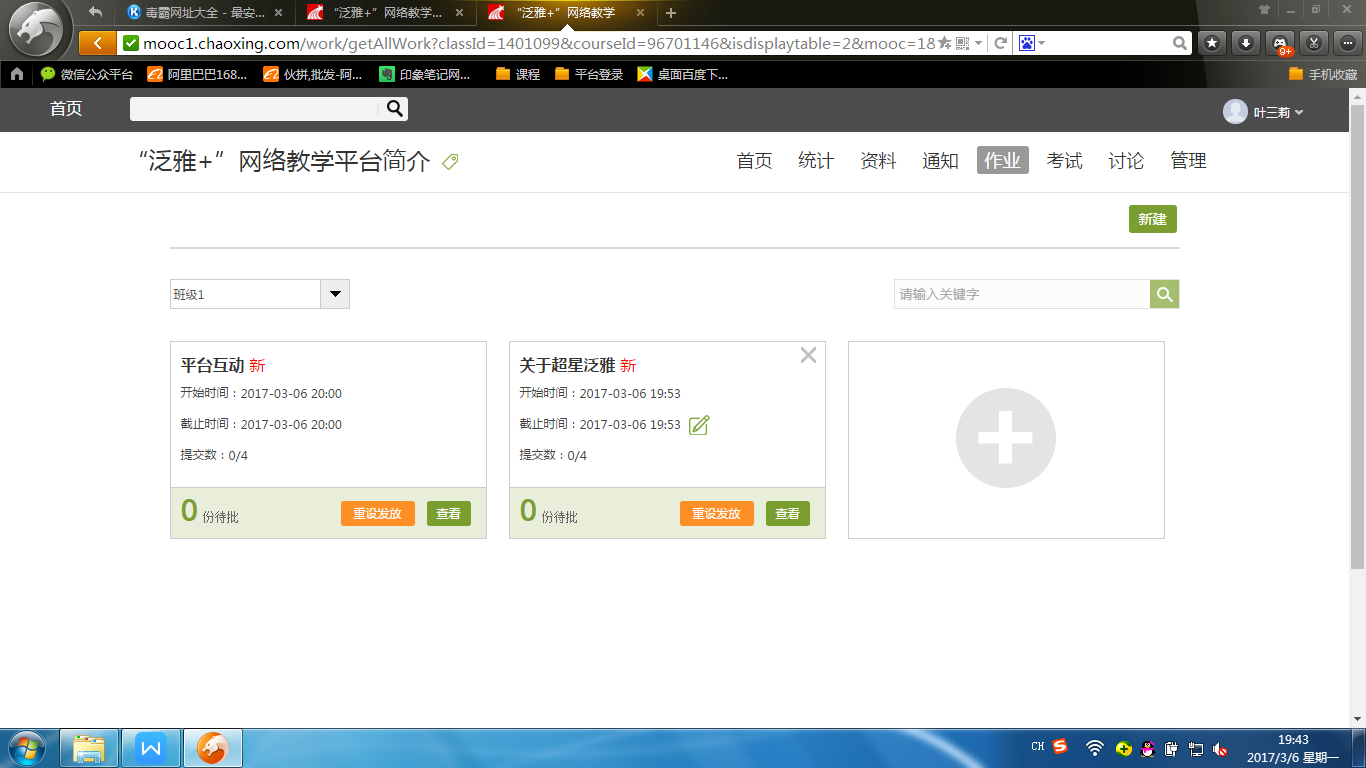 毒霸网址大全 - 最安...
“泛雅+”网络教学...
“泛雅+”网络教学
mooc1.chaoxing.com/work/getAllWork?classId=1401099&courseId=96701146&isdisplaytable=2&mooc=18
9+
微信公众平台
阿里巴巴168...
伙拼,批发-阿...
印象笔记网...
课程
平台登录
桌面百度下...
手机收藏
首页
叶三莉
“泛雅+”网络教学平台简介
首页
统计
资料
通知
作业
考试
讨论
管理
新建
班级1
请输入关键字
平台互动 新
开始时间：2017-03-06 20:00
截止时间：2017-03-06 20:00
提交数：0/4
0 份待批
重设发放
查看
关于超星泛雅 新
开始时间：2017-03-06 19:53
截止时间：2017-03-06 19:53
提交数：0/4
0 份待批
重设发放
查看
CH
19:43
2017/3/6 星期一